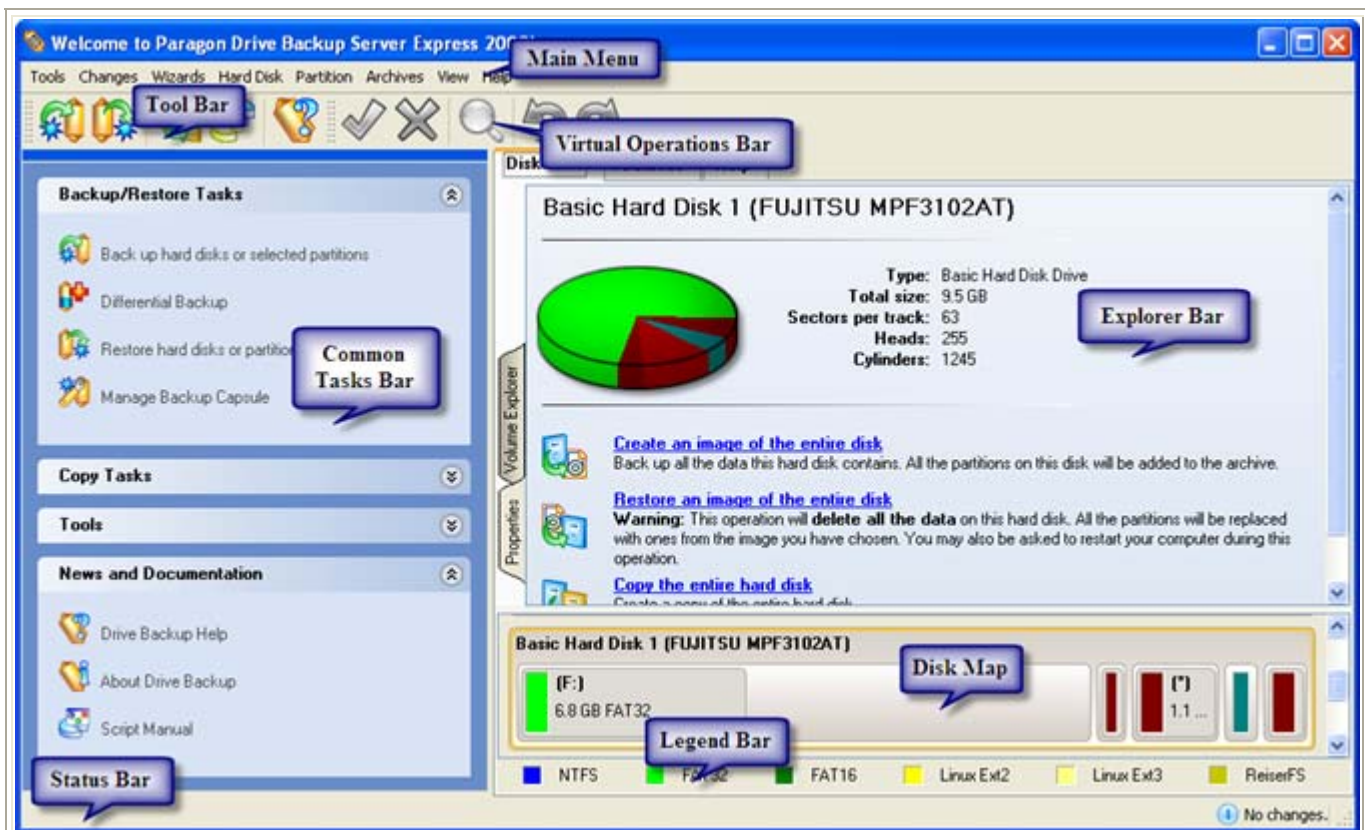 Welcome to Paragon Drive Backup Server Express
Main Menu
Tools Changes Wizards Hard Disk Partition Archives View Help
Tool Bar
Virtual Operations Bar
Backup/Restore Tasks
Back up hard disks or selected partitions
Differential Backup
Restore hard disks or
Manage Backup Capsule
Common
Tasks Bar
Copy Tasks
Tools
News and Documentation
Drive Backup Help
About Drive Backup
Script Manual
Status Bar
Volume Explorer
Properties
Basic Hard Disk 1 (FUJITSU MPF3102AT)
Type: Basic Hard Disk Drive
Total size: 9.5 GB
Sectors per track: 63
Heads: 255
Cylinders: 1245
Explorer Bar
Create an image of the entire disk
Back up all the data this hard disk contains. All the partitions on this disk will be added to the archive.
Restore an image of the entire disk
Warning: This operation will delete all the data on this hard disk. All the partitions will be replaced
with ones from the image you have chosen. You may also be asked to restart your computer during this
operation.
Copy the entire hard disk
Create a copy of the entire hard disk
Basic Hard Disk 1 (FUJITSU MPF3102AT)
Disk Map
(F:)
6.8 GB FAT32
(*)
1.1 ...
Legend Bar
NTFS FAT32 FAT16 Linux Ext2 Linux Ext3 ReiserFS
No changes.